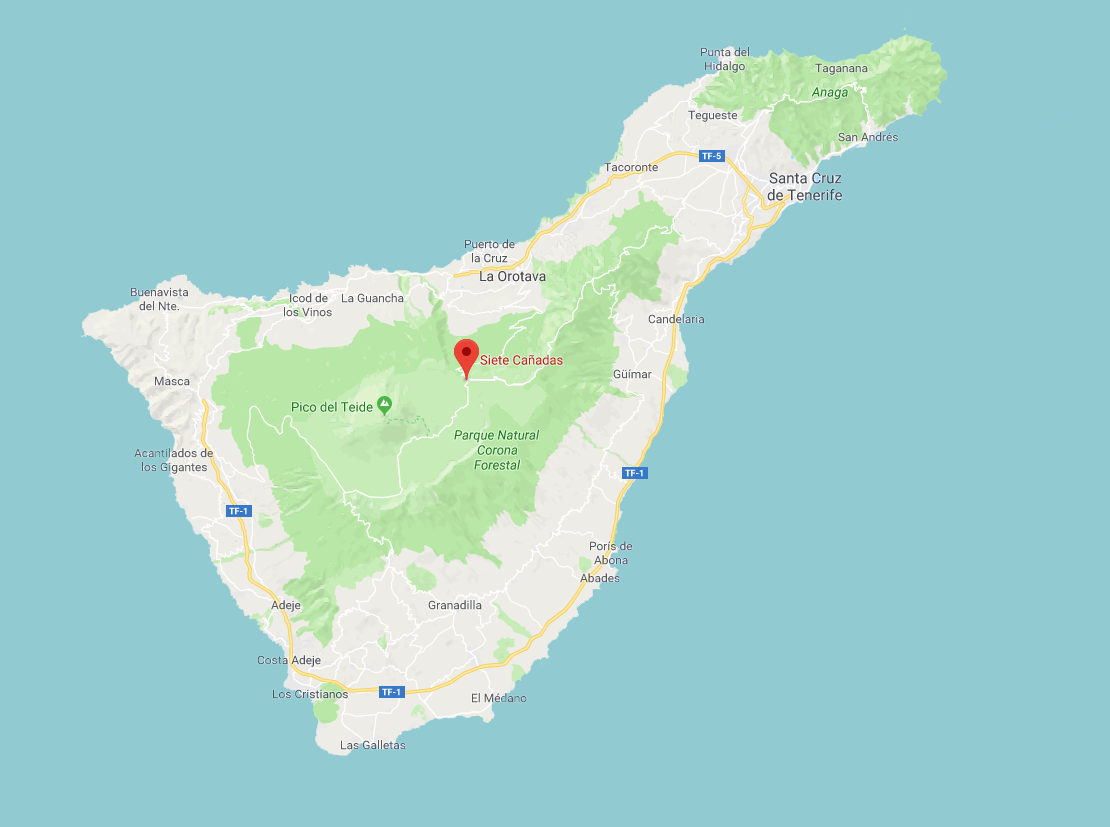 Punta del
Hidalgo
Taganana
Anaga
Tegueste
San Andrés
TF-5
Tacoronte
Santa Cruz
de Tenerife
Puerto de
la Cruz
La Orotava
Buenavista
del Nte.
Icod de
los Vinos
La Guancha
Candelaria
Siete Cañadas
Masca
Güímar
Pico del Teide
Parque Natural
Corona
Forestal
Acantilados de
los Gigantes
TF-1
TF-1
Porís de
Abona
Abades
Adeje
Granadilla
Costa Adeje
Los Cristianos
TF-1
El Médano
Las Galletas